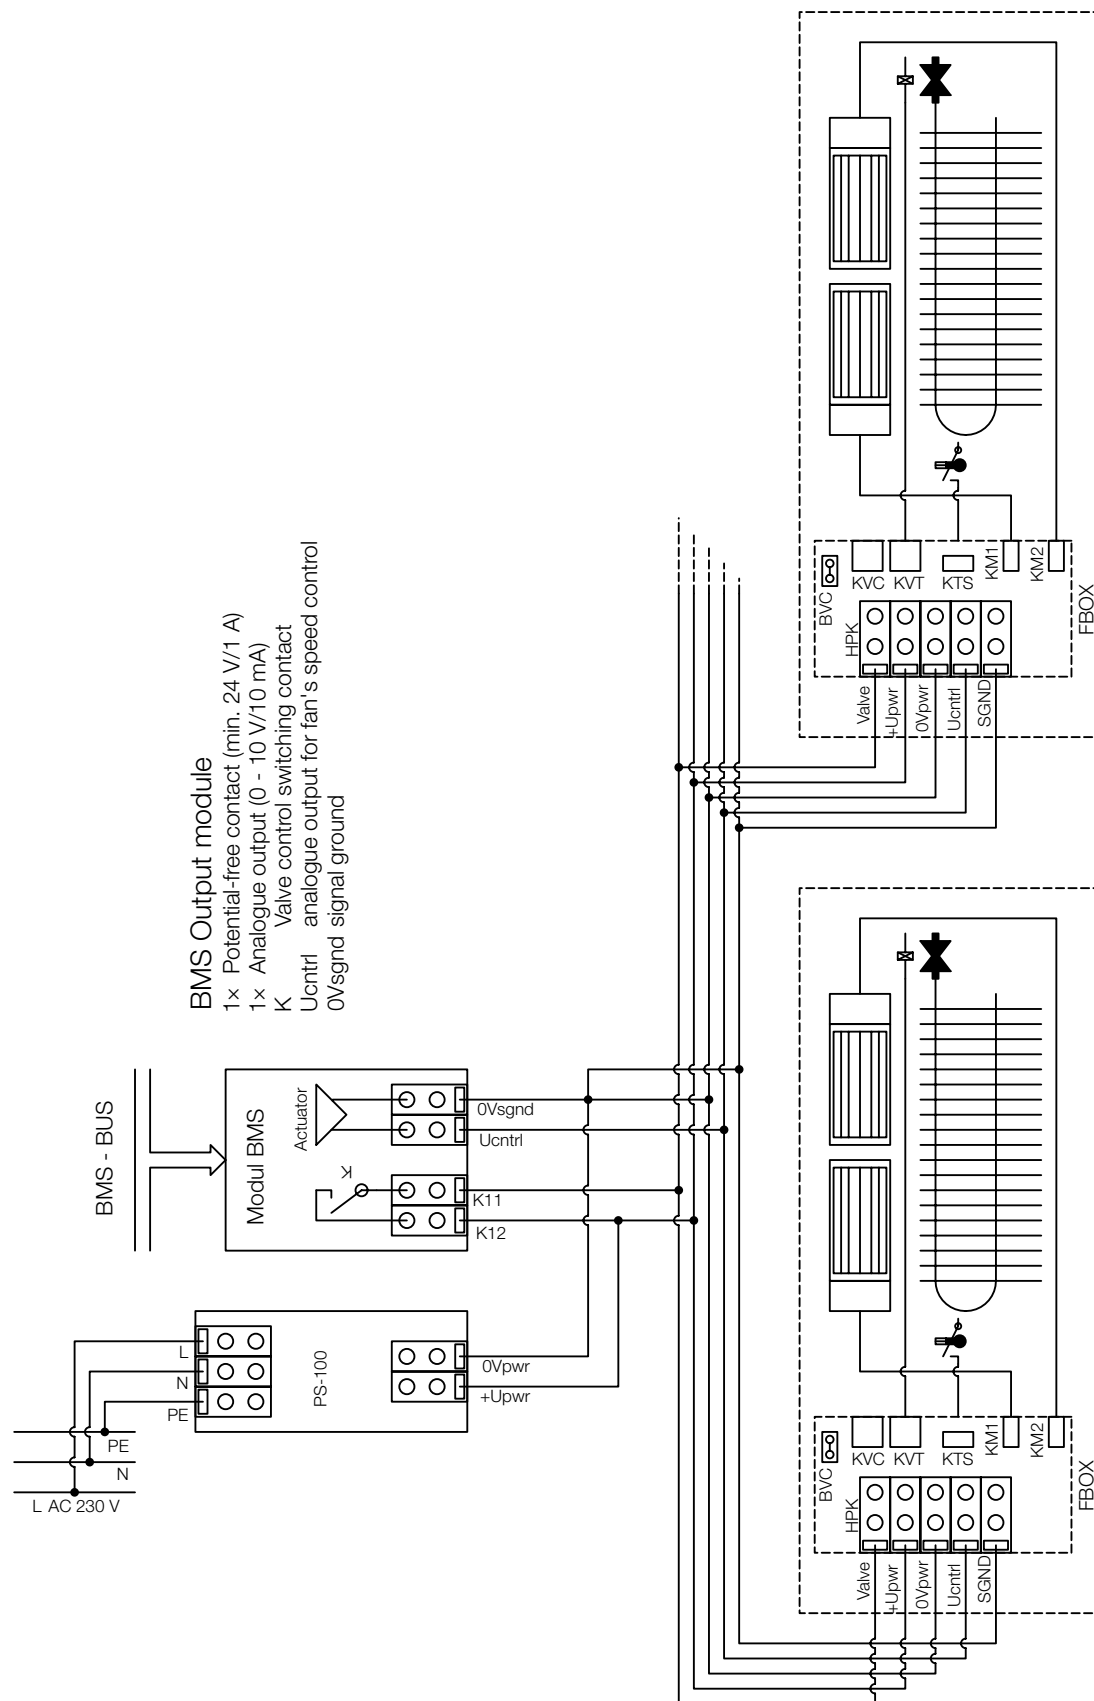 BMS Output module
1× Potential-free contact (min. 24 V/1 A)
1× Analogue output (0 - 10 V/10 mA)
K Valve control switching contact
Ucntrl analogue output for fan's speed control
0Vsgnd signal ground
BMS - BUS
Modul BMS
Actuator
K
0Vsgnd
Ucntrl
K11
K12
PS-100
L
N
PE
0Vpwr
+Upwr
PE
N
L AC 230 V
BVC
KVC
KVT
KTS
KM1
KM2
HPK
FBOX
Valve
+Upwr
0Vpwr
Ucntrl
SGND
BVC
KVC
KVT
KTS
KM1
KM2
HPK
FBOX
Valve
+Upwr
0Vpwr
Ucntrl
SGND